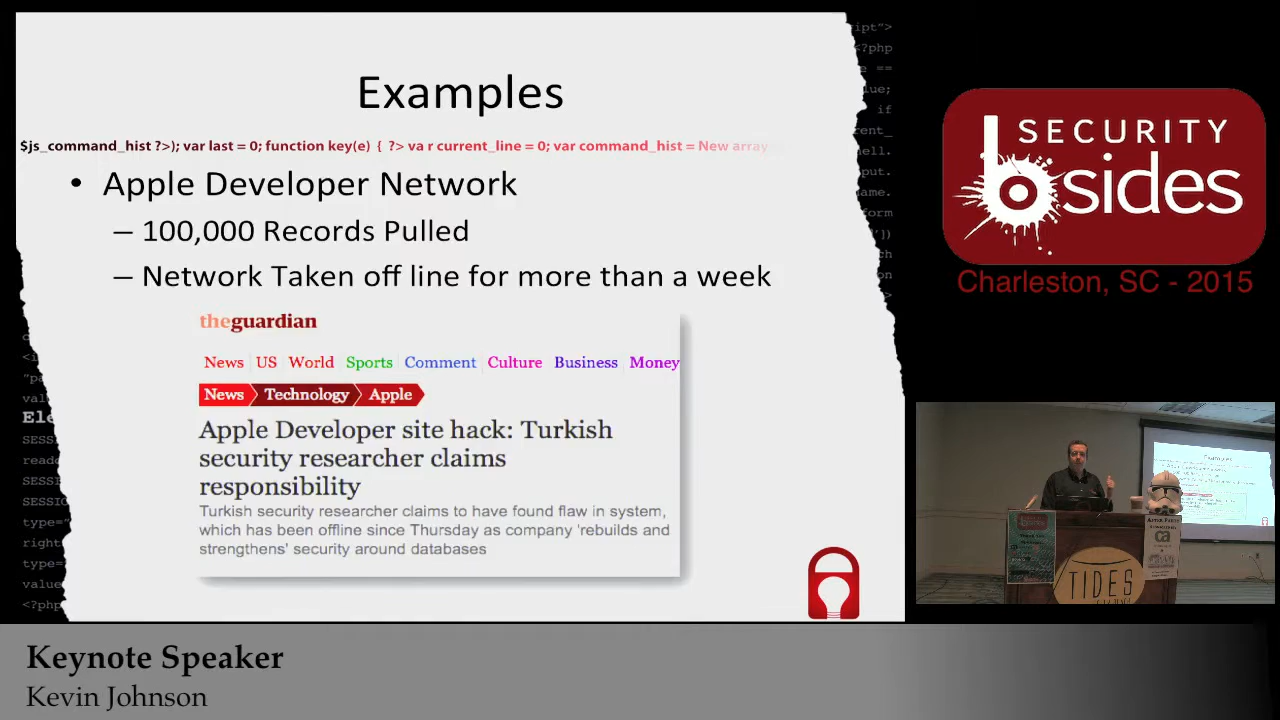 Examples
$js_command_hist ?>); var last = 0; function key(e) { ?> va r current_line = 0; var command_hist = New array
• Apple Developer Network
– 100,000 Records Pulled
– Network Taken off line for more than a week
theguardian
News US World Sports Comment Culture Business Money
News Technology Apple
Apple Developer site hack: Turkish
security researcher claims
responsibility
Turkish security researcher claims to have found flaw in system,
which has been offline since Thursday as company 'rebuilds and
strengthens' security around databases
SECURITY
bsides
Charleston, SC - 2015
Examples
TIDES
Keynote Speaker
Kevin Johnson